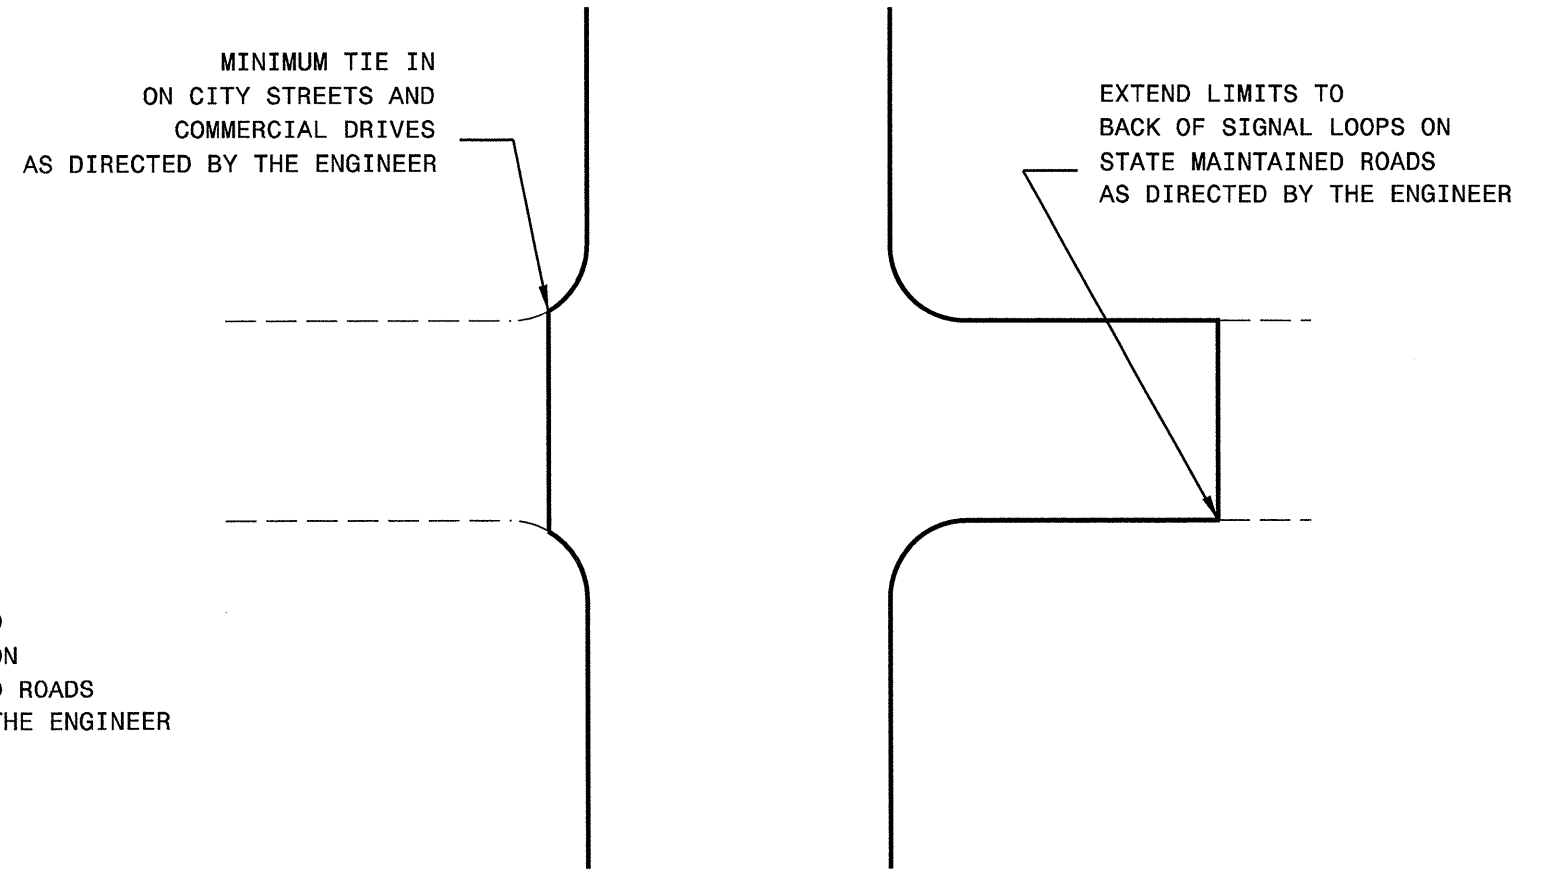 MINIMUM TIE IN
ON CITY STREETS AND
COMMERCIAL DRIVES
AS DIRECTED BY THE ENGINEER
EXTEND LIMITS TO
BACK OF SIGNAL LOOPS ON
STATE MAINTAINED ROADS
AS DIRECTED BY THE ENGINEER
ON
ROADS
THE ENGINEER